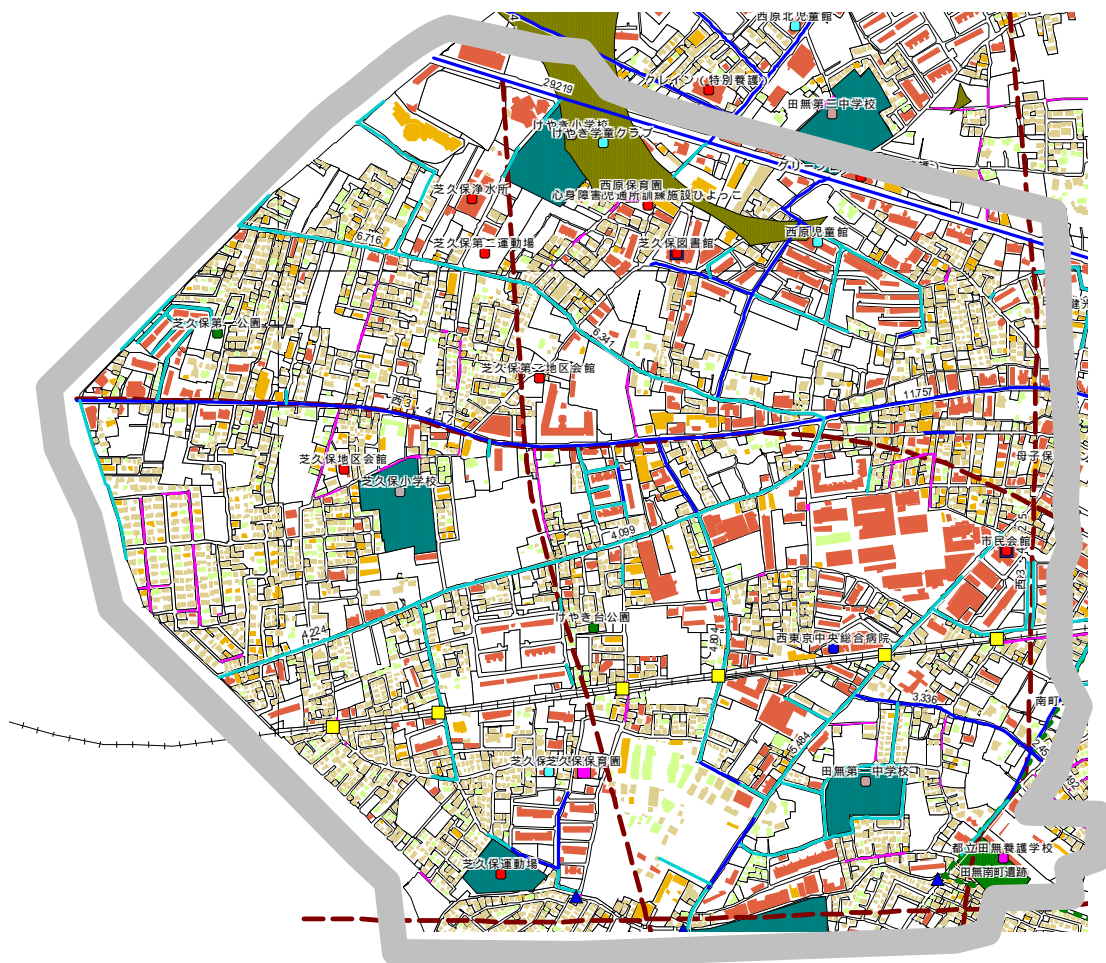 西原北児童館
クレイン(特別養護)
29219
田無第三中学校
けやき小学校
けやき学童クラブ
西原保育園
芝久保浄水所
心身障害児通所訓練施設ひよっこ
6.716
芝久保第二運動場
芝久保図書館
西原児童館
芝久保第一公園
6.341
芝久保第二地区会館
11.757
芝久保地区会館
芝久保小学校
母子保
4.099
市民会館
けやき台公園
4.224
西東京中央総合病院
4.804
3.336
南町
5.484
芝久保保育園
田無第一中学校
都立田無養護学校
芝久保運動場
田無南町遺跡